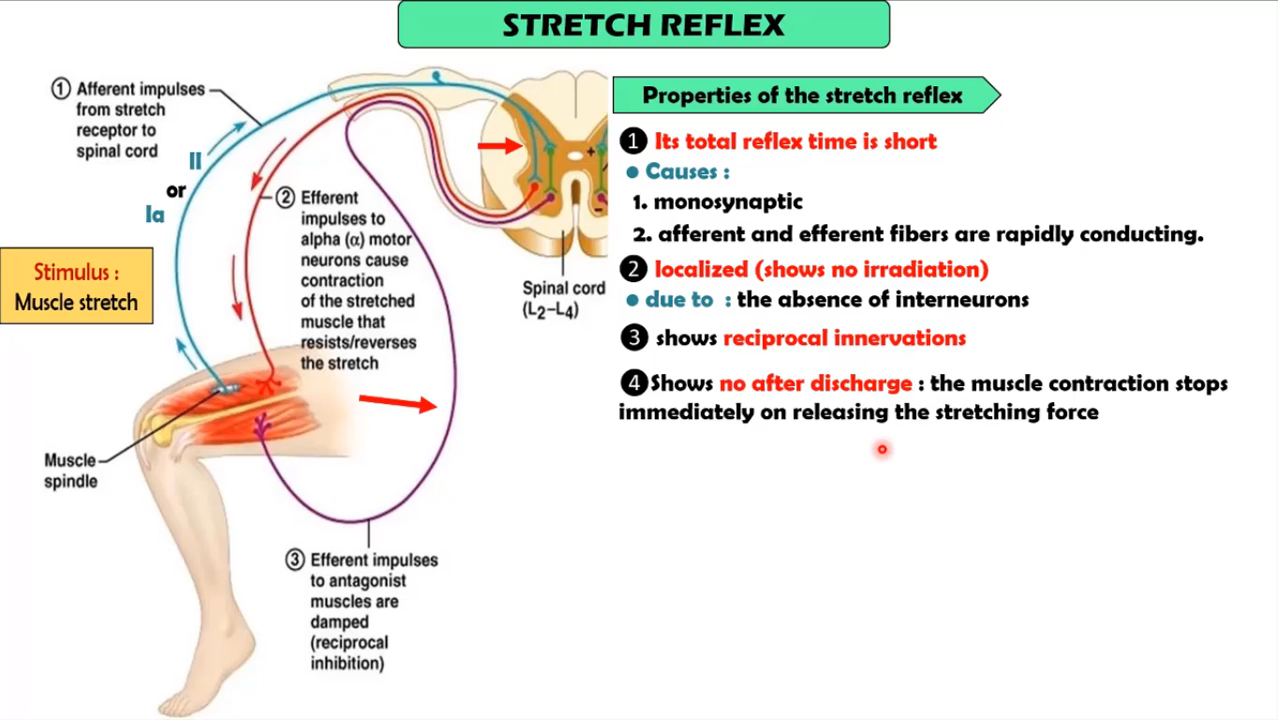 STRETCH REFLEX
① Afferent impulses
from stretch
receptor to
spinal cord
II
or
Ia
② Efferent
impulses to
alpha (α) motor
neurons cause
contraction
of the stretched
muscle that
resists/reverses
the stretch
Stimulus :
Muscle stretch
+
-
Spinal cord
(L2–L4)
Muscle
spindle
③ Efferent impulses
to antagonist
muscles are
damped
(reciprocal
inhibition)
Properties of the stretch reflex
❶ Its total reflex time is short
• Causes :
1. monosynaptic
2. afferent and efferent fibers are rapidly conducting.
❷ localized (shows no irradiation)
• due to : the absence of interneurons
❸ shows reciprocal innervations
❹Shows no after discharge : the muscle contraction stops
immediately on releasing the stretching force